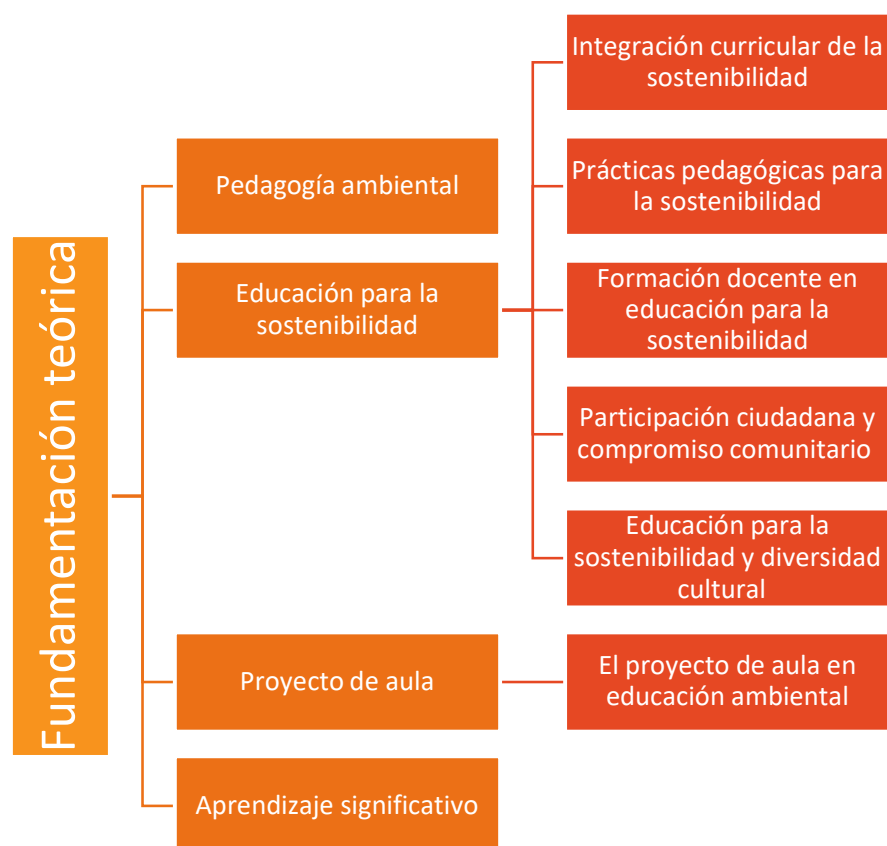 Fundamentación teórica
Pedagogía ambiental
Educación para la
sostenibilidad
Integración curricular de la
sostenibilidad
Prácticas pedagógicas para
la sostenibilidad
Formación docente en
educación para la
sostenibilidad
Participación ciudadana y
compromiso comunitario
Educación para la
sostenibilidad y diversidad
cultural
Proyecto de aula
El proyecto de aula en
educación ambiental
Aprendizaje significativo